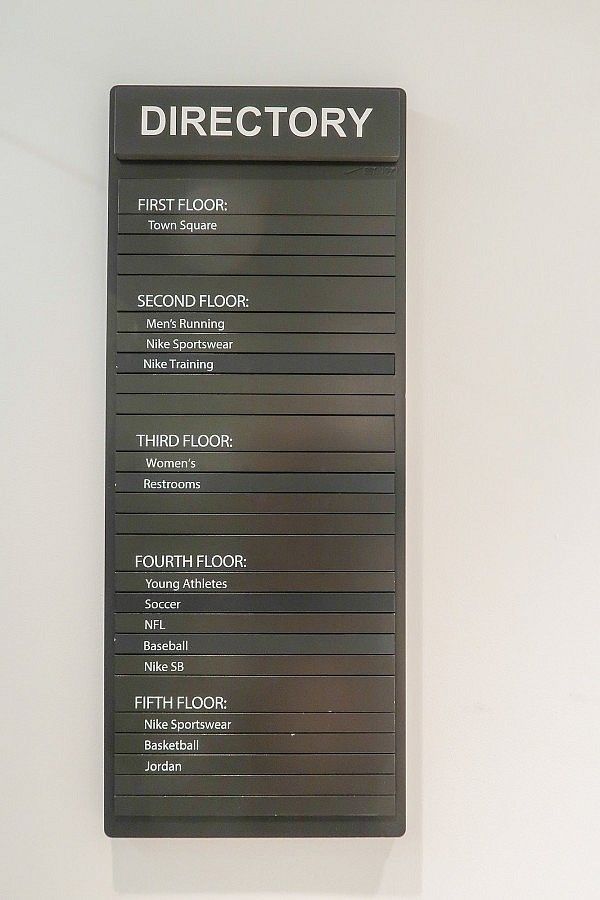 DIRECTORY
FIRST FLOOR:
Town Square
SECOND FLOOR:
Men's Running
Nike Sportswear
Nike Training
THIRD FLOOR:
Women's
Restrooms
FOURTH FLOOR:
Young Athletes
Soccer
NFL
Baseball
Nike SB
FIFTH FLOOR:
Nike Sportswear
Basketball
Jordan